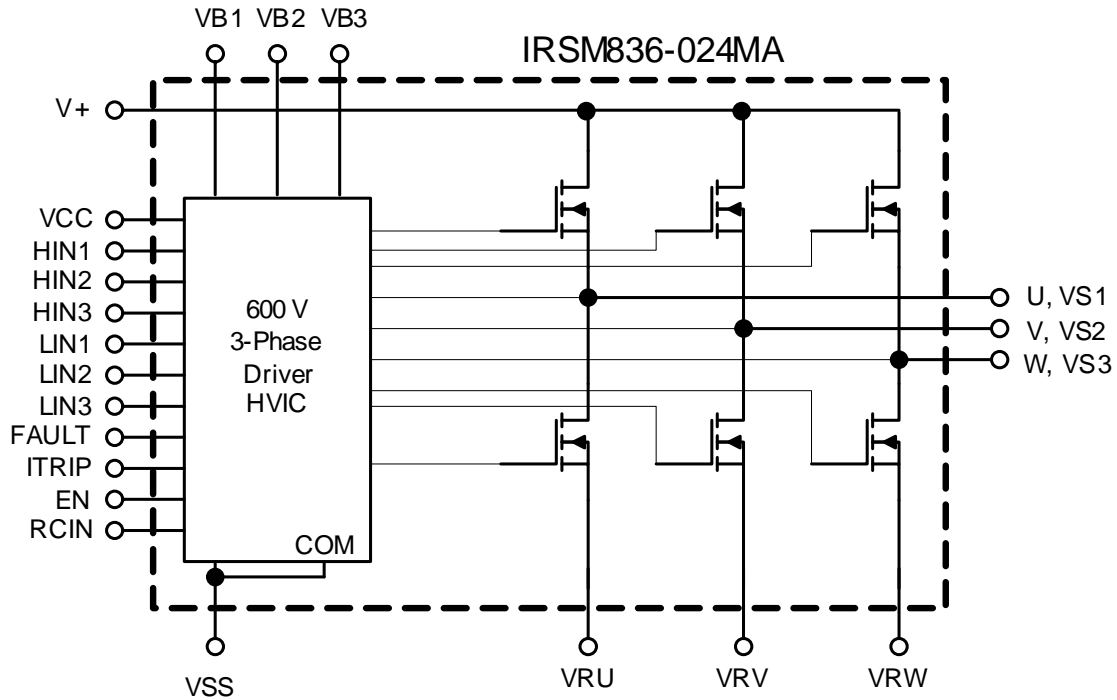 VB1 VB2 VB3
IRSM836-024MA
V+
VCC
HIN1
HIN2
HIN3
LIN1
LIN2
LIN3
FAULT
ITRIP
EN
RCIN
600 V
3-Phase
Driver
HVIC
COM
U, VS1
V, VS2
W, VS3
VSS
VRU
VRV
VRW